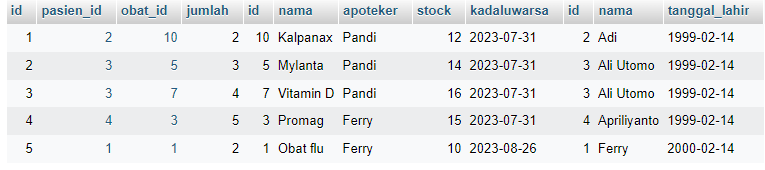 id pasien_id obat_id jumlah id nama apoteker stock kadaluwarsa id nama tanggal_lahir
1 2 10 2 10 Kalpanax Pandi 12 2023-07-31 2 Adi 1999-02-14
2 3 5 3 5 Mylanta Pandi 14 2023-07-31 3 Ali Utomo 1999-02-14
3 3 7 4 7 Vitamin D Pandi 16 2023-07-31 3 Ali Utomo 1999-02-14
4 4 3 5 3 Promag Ferry 15 2023-07-31 4 Apriliyanto 1999-02-14
5 1 1 2 1 Obat flu Ferry 10 2023-08-26 1 Ferry 2000-02-14